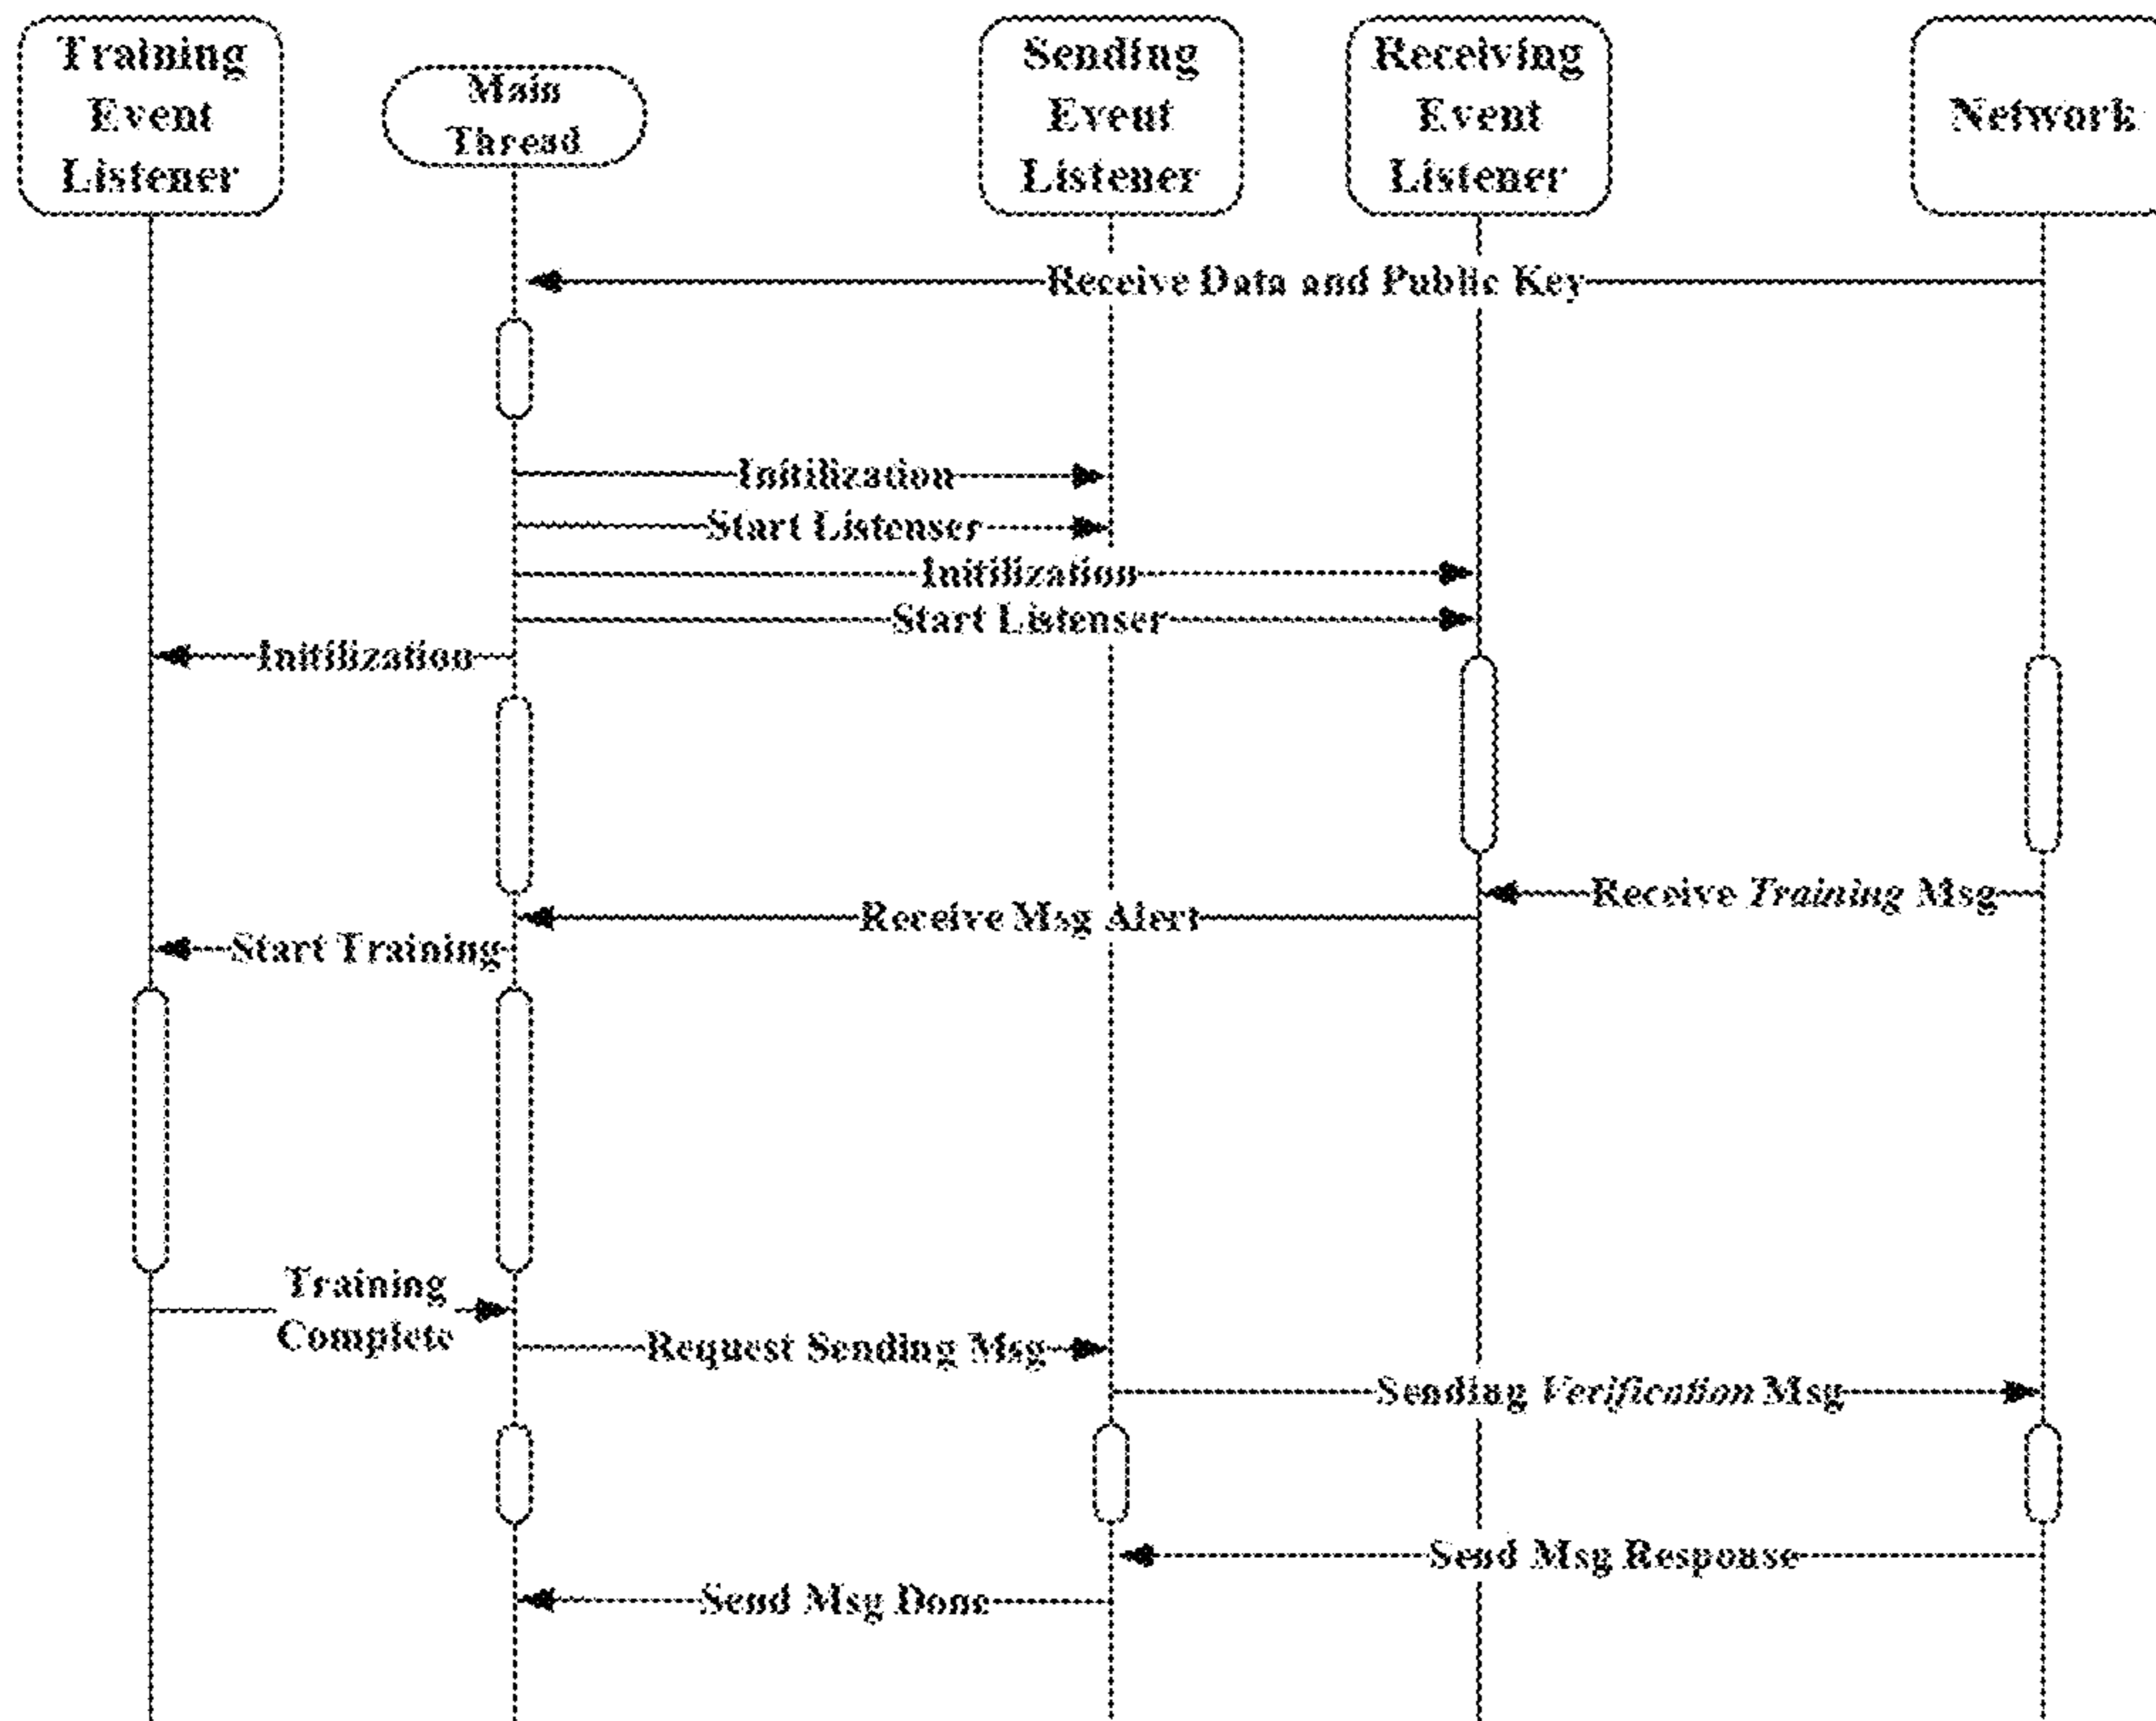 Training
Event
Listener
Main
Thread
Sending
Event
Listener
Receiving
Event
Listener
Network
Receive Data and Public Key
Initilization
Start Listenser
Initilization
Start Listenser
Initilization
Receive Training Msg
Receive Msg Alert
Start Training
Training
Complete
Request Sending Msg
Sending Verification Msg
Send Msg Response
Send Msg Done